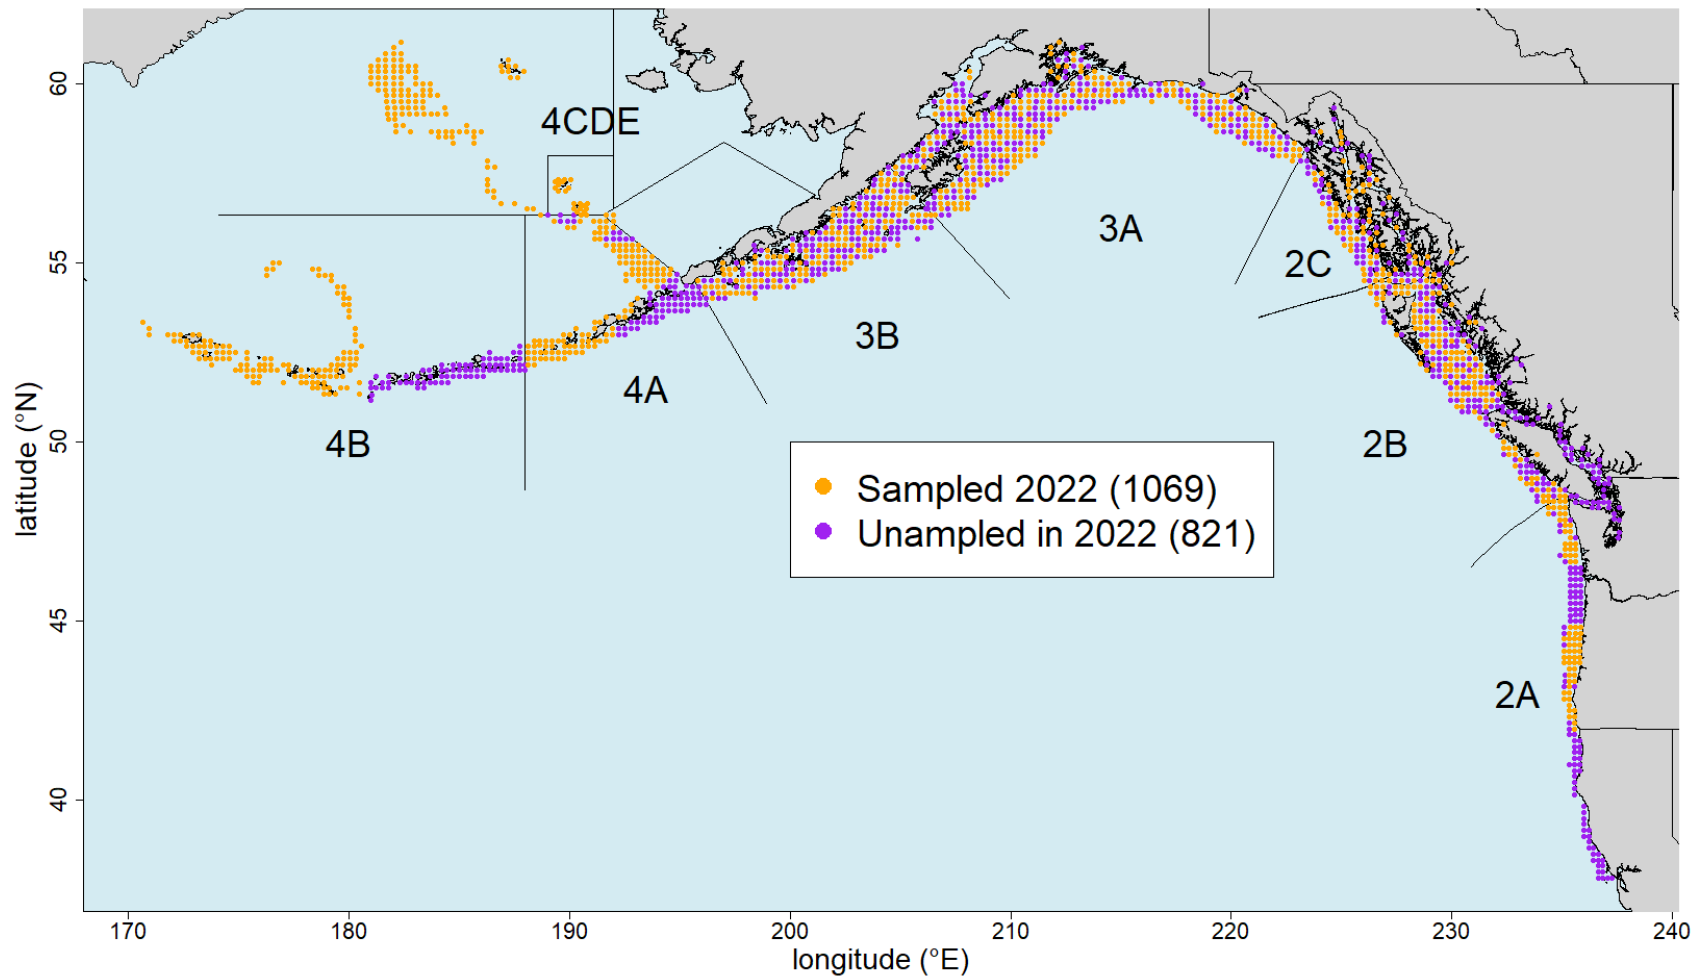 60
55
50
45
40
latitude (°N)
4CDE
3A
2C
3B
4A
4B
2B
Sampled 2022 (1069)
Unampled in 2022 (821)
2A
170
180
190
200
210
220
230
240
longitude (°E)